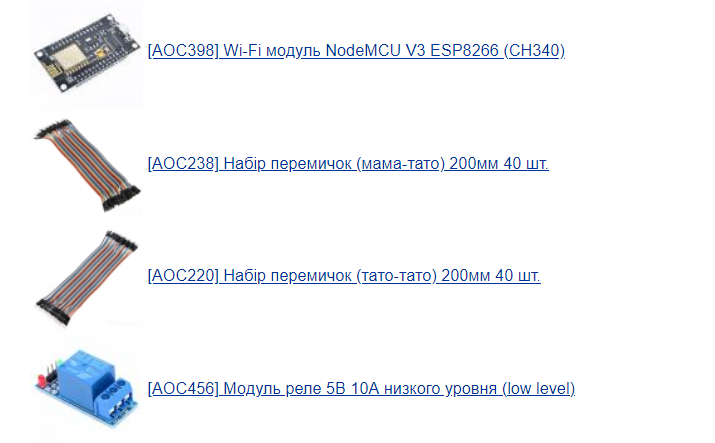 [AOC398] Wi-Fi модуль NodeMCU V3 ESP8266 (CH340)
[AOC238] Набір перемичок (мама-тато) 200мм 40 шт.
[AOC220] Набір перемичок (тато-тато) 200мм 40 шт.
[AOC456] Модуль реле 5В 10А низкого уровня (low level)